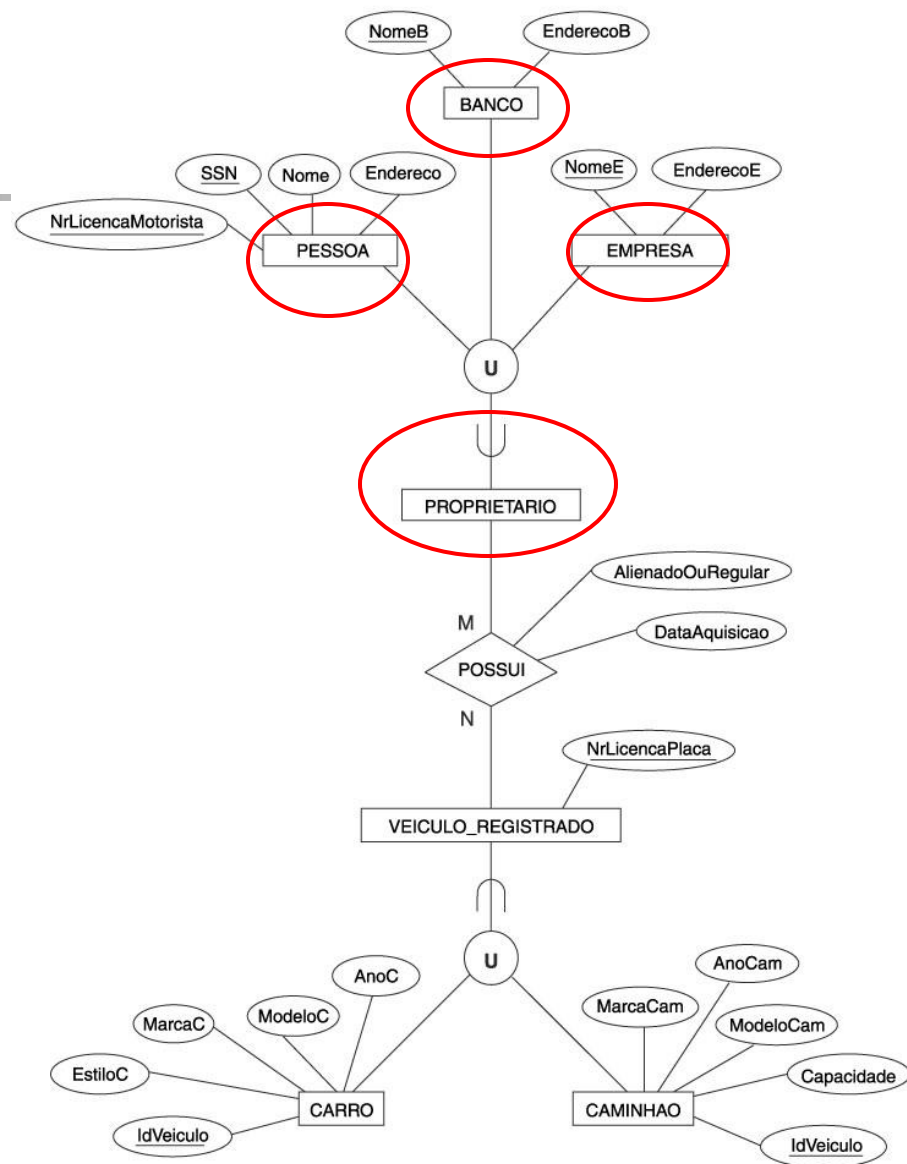 NomeB
EnderecoB
BANCO
SSN
Nome
Endereco
NomeE
EnderecoE
NrLicencaMotorista
PESSOA
EMPRESA
U
PROPRIETARIO
AlienadoOuRegular
M
DataAquisicao
POSSUI
N
NrLicencaPlaca
VEICULO_REGISTRADO
U
AnoC
AnoCam
ModeloC
MarcaCam
MarcaC
ModeloCam
EstiloC
Capacidade
CARRO
CAMINHAO
IdVeiculo
IdVeiculo